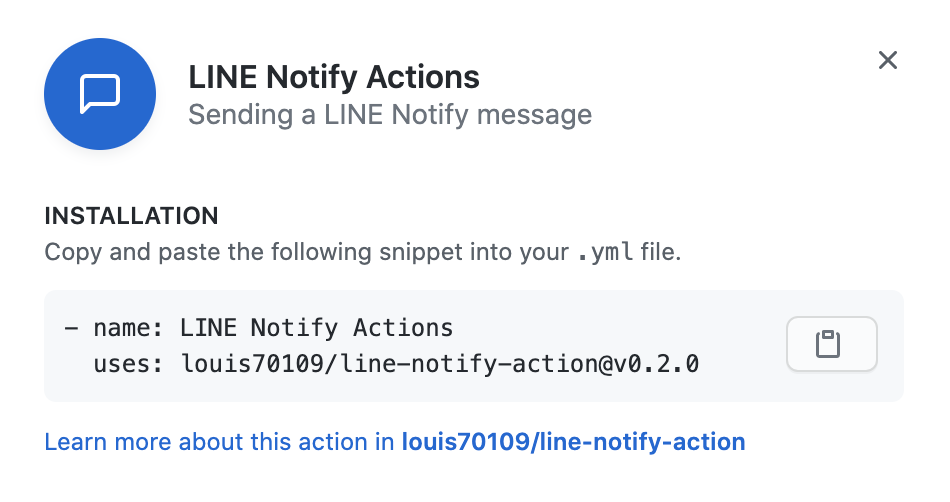 LINE Notify Actions
Sending a LINE Notify message
INSTALLATION
Copy and paste the following snippet into your .yml file.
- name: LINE Notify Actions
  uses: louis70109/line-notify-action@v0.2.0
Learn more about this action in louis70109/line-notify-action